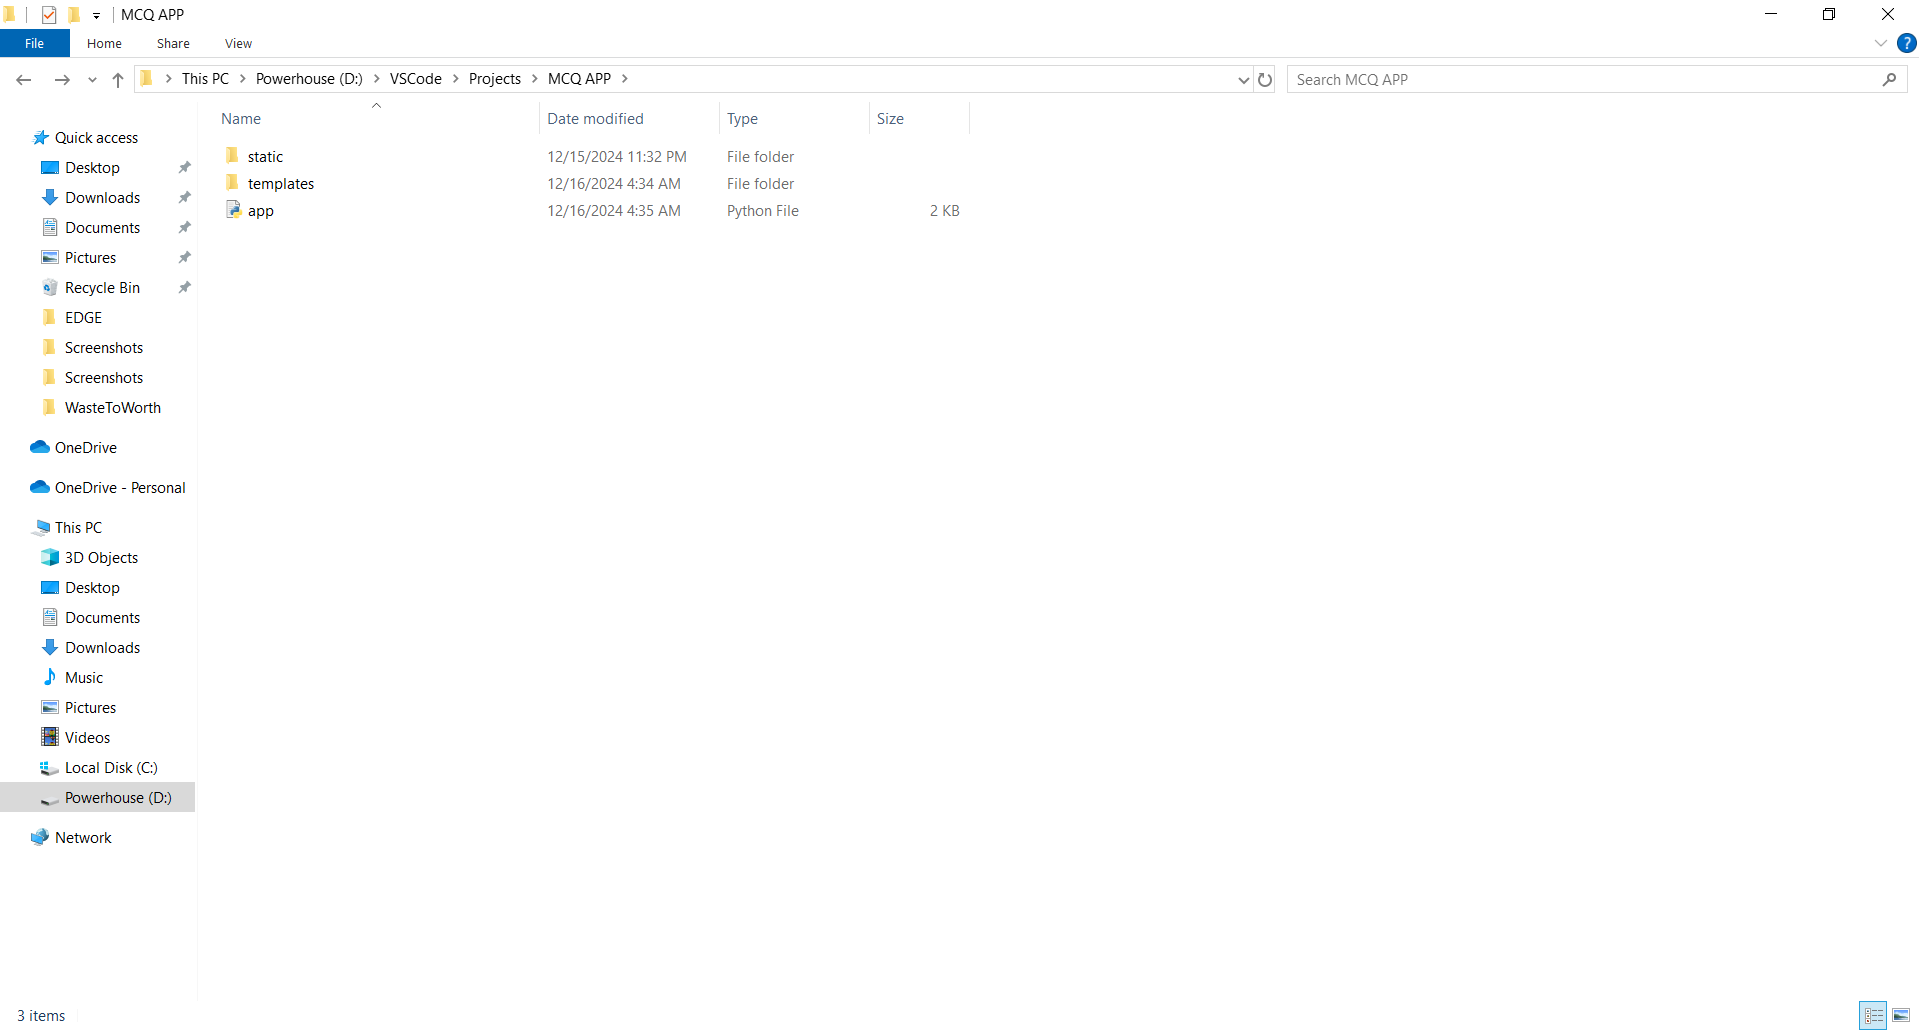 MCQ APP
File Home Share View
This PC Powerhouse (D:) VSCode Projects MCQ APP
Search MCQ APP
Name Date modified Type Size
static 12/15/2024 11:32 PM File folder
templates 12/16/2024 4:34 AM File folder
app 12/16/2024 4:35 AM Python File 2 KB
Quick access
Desktop
Downloads
Documents
Pictures
Recycle Bin
EDGE
Screenshots
Screenshots
WasteToWorth
OneDrive
OneDrive - Personal
This PC
3D Objects
Desktop
Documents
Downloads
Music
Pictures
Videos
Local Disk (C:)
Powerhouse (D:)
Network
3 items